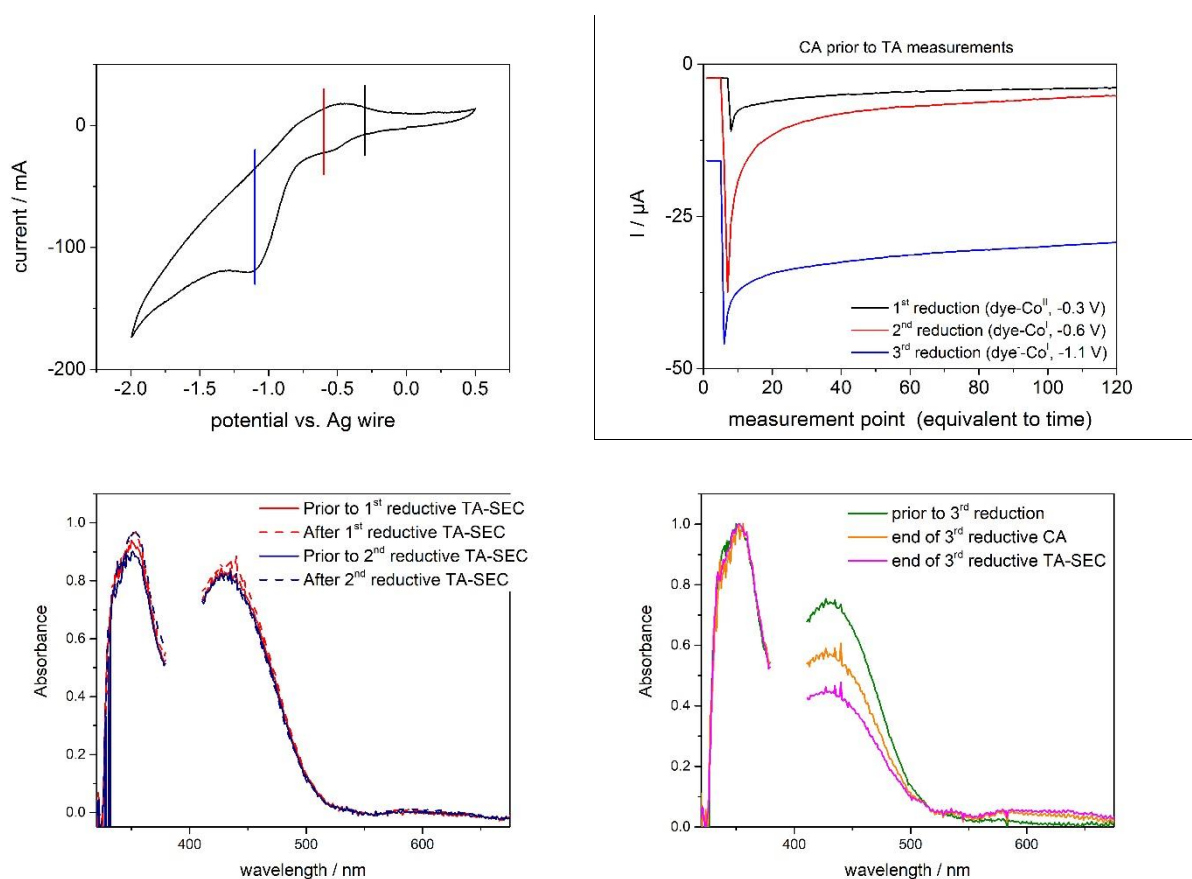 0
-100
-200
current / mA
-2.0 -1.5 -1.0 -0.5 0.0 0.5
potential vs. Ag wire
CA prior to TA measurements
0
-25
-50
I / µA
1st reduction (dye-CoII, -0.3 V)
2nd reduction (dye-CoI, -0.6 V)
3rd reduction (dye--CoI, -1.1 V)
0 20 40 60 80 100 120
measurement point (equivalent to time)
1.0
0.8
0.6
0.4
0.2
0.0
Absorbance
Prior to 1st reductive TA-SEC
After 1st reductive TA-SEC
Prior to 2nd reductive TA-SEC
After 2nd reductive TA-SEC
400 500 600
wavelength / nm
1.0
0.8
0.6
0.4
0.2
0.0
Absorbance
prior to 3rd reduction
end of 3rd reductive CA
end of 3rd reductive TA-SEC
400 500 600
wavelength / nm